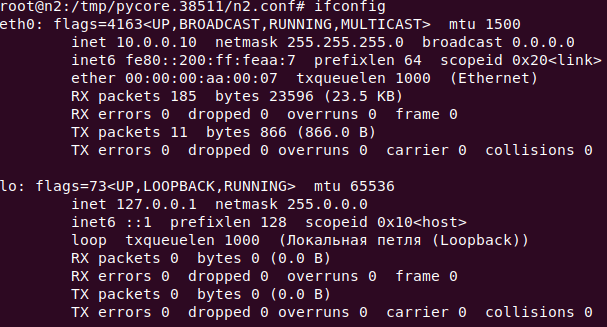 root@n2:/tmp/pycore.38511/n2.conf# ifconfig
eth0: flags=4163<UP,BROADCAST,RUNNING,MULTICAST>  mtu 1500
        inet 10.0.0.10  netmask 255.255.255.0  broadcast 0.0.0.0
        inet6 fe80::200:ff:feaa:7  prefixlen 64  scopeid 0x20<link>
        ether 00:00:00:aa:00:07  txqueuelen 1000  (Ethernet)
        RX packets 185  bytes 23596 (23.5 KB)
        RX errors 0  dropped 0  overruns 0  frame 0
        TX packets 11  bytes 866 (866.0 B)
        TX errors 0  dropped 0 overruns 0  carrier 0  collisions 0

lo: flags=73<UP,LOOPBACK,RUNNING>  mtu 65536
        inet 127.0.0.1  netmask 255.0.0.0
        inet6 ::1  prefixlen 128  scopeid 0x10<host>
        loop  txqueuelen 1000  (Локальная петля (Loopback))
        RX packets 0  bytes 0 (0.0 B)
        RX errors 0  dropped 0  overruns 0  frame 0
        TX packets 0  bytes 0 (0.0 B)
        TX errors 0  dropped 0 overruns 0  carrier 0  collisions 0